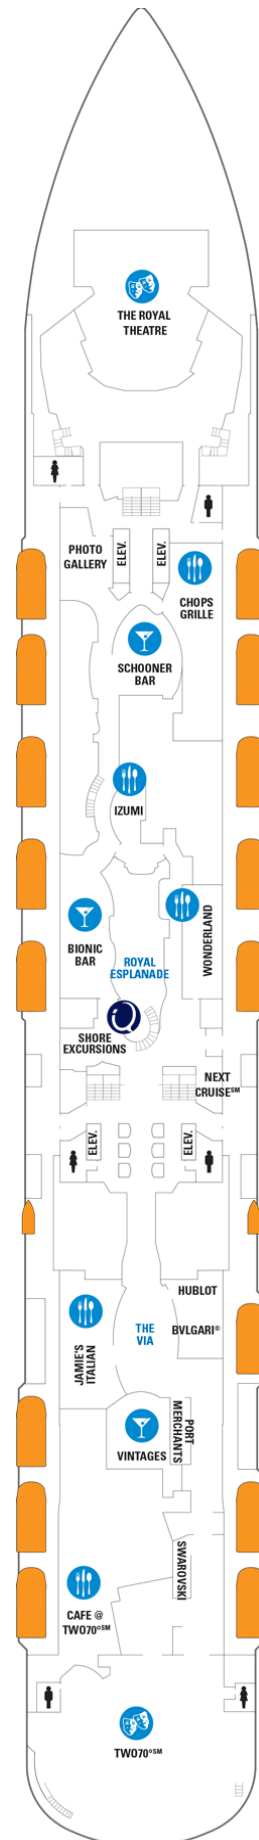 THE ROYAL
THEATRE
PHOTO
GALLERY
ELEV.
ELEV.
CHOPS
GRILLE
SCHOONER
BAR
IZUMI
BIONIC
BAR
WONDERLAND
ROYAL
ESPLANADE
SHORE
EXCURSIONS
NEXT
CRUISE℠
ELEV.
ELEV.
HUBLOT
JAMIE'S
ITALIAN
THE
VIA
BVLGARI®
VINTAGES
PORT
MERCHANTS
SWAROVSKI
CAFE @
TWO70°℠
TWO70°℠